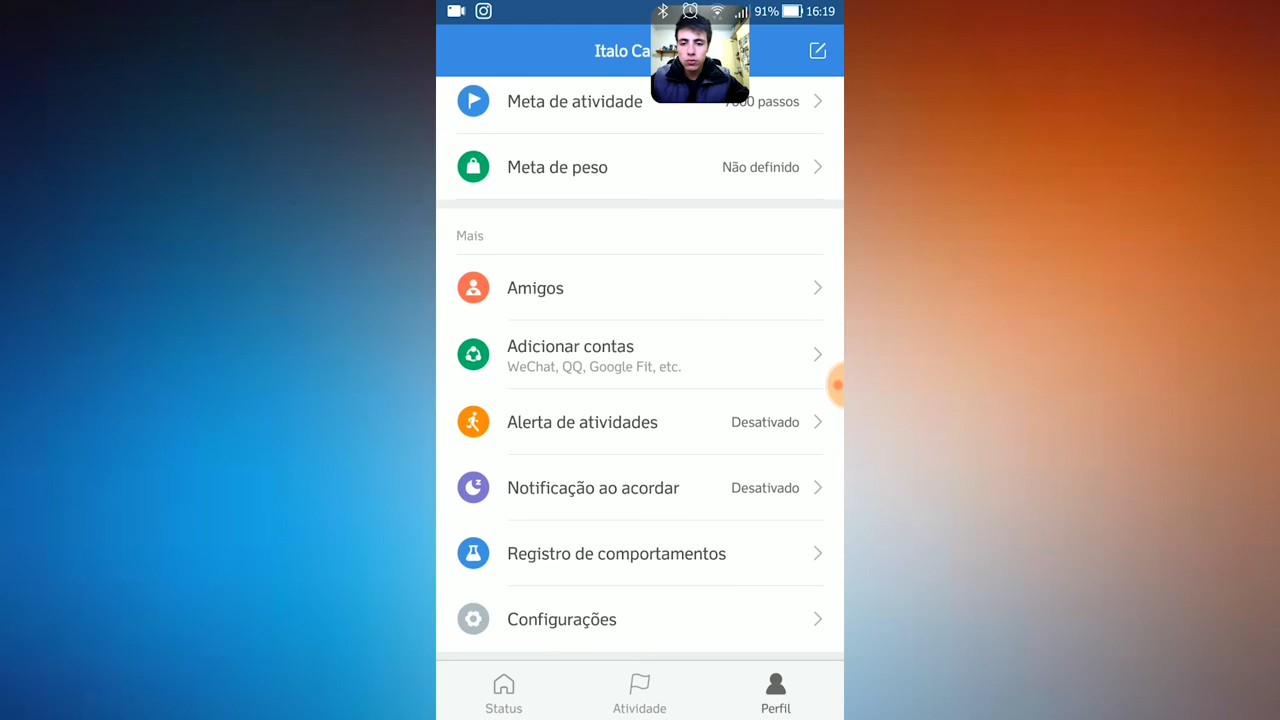 91% 16:19
Italo Ca
Meta de atividade passos
Meta de peso Não definido
Mais
Amigos
Adicionar contas
WeChat, QQ, Google Fit, etc.
Alerta de atividades Desativado
Notificação ao acordar Desativado
Registro de comportamentos
Configurações
Status Atividade Perfil